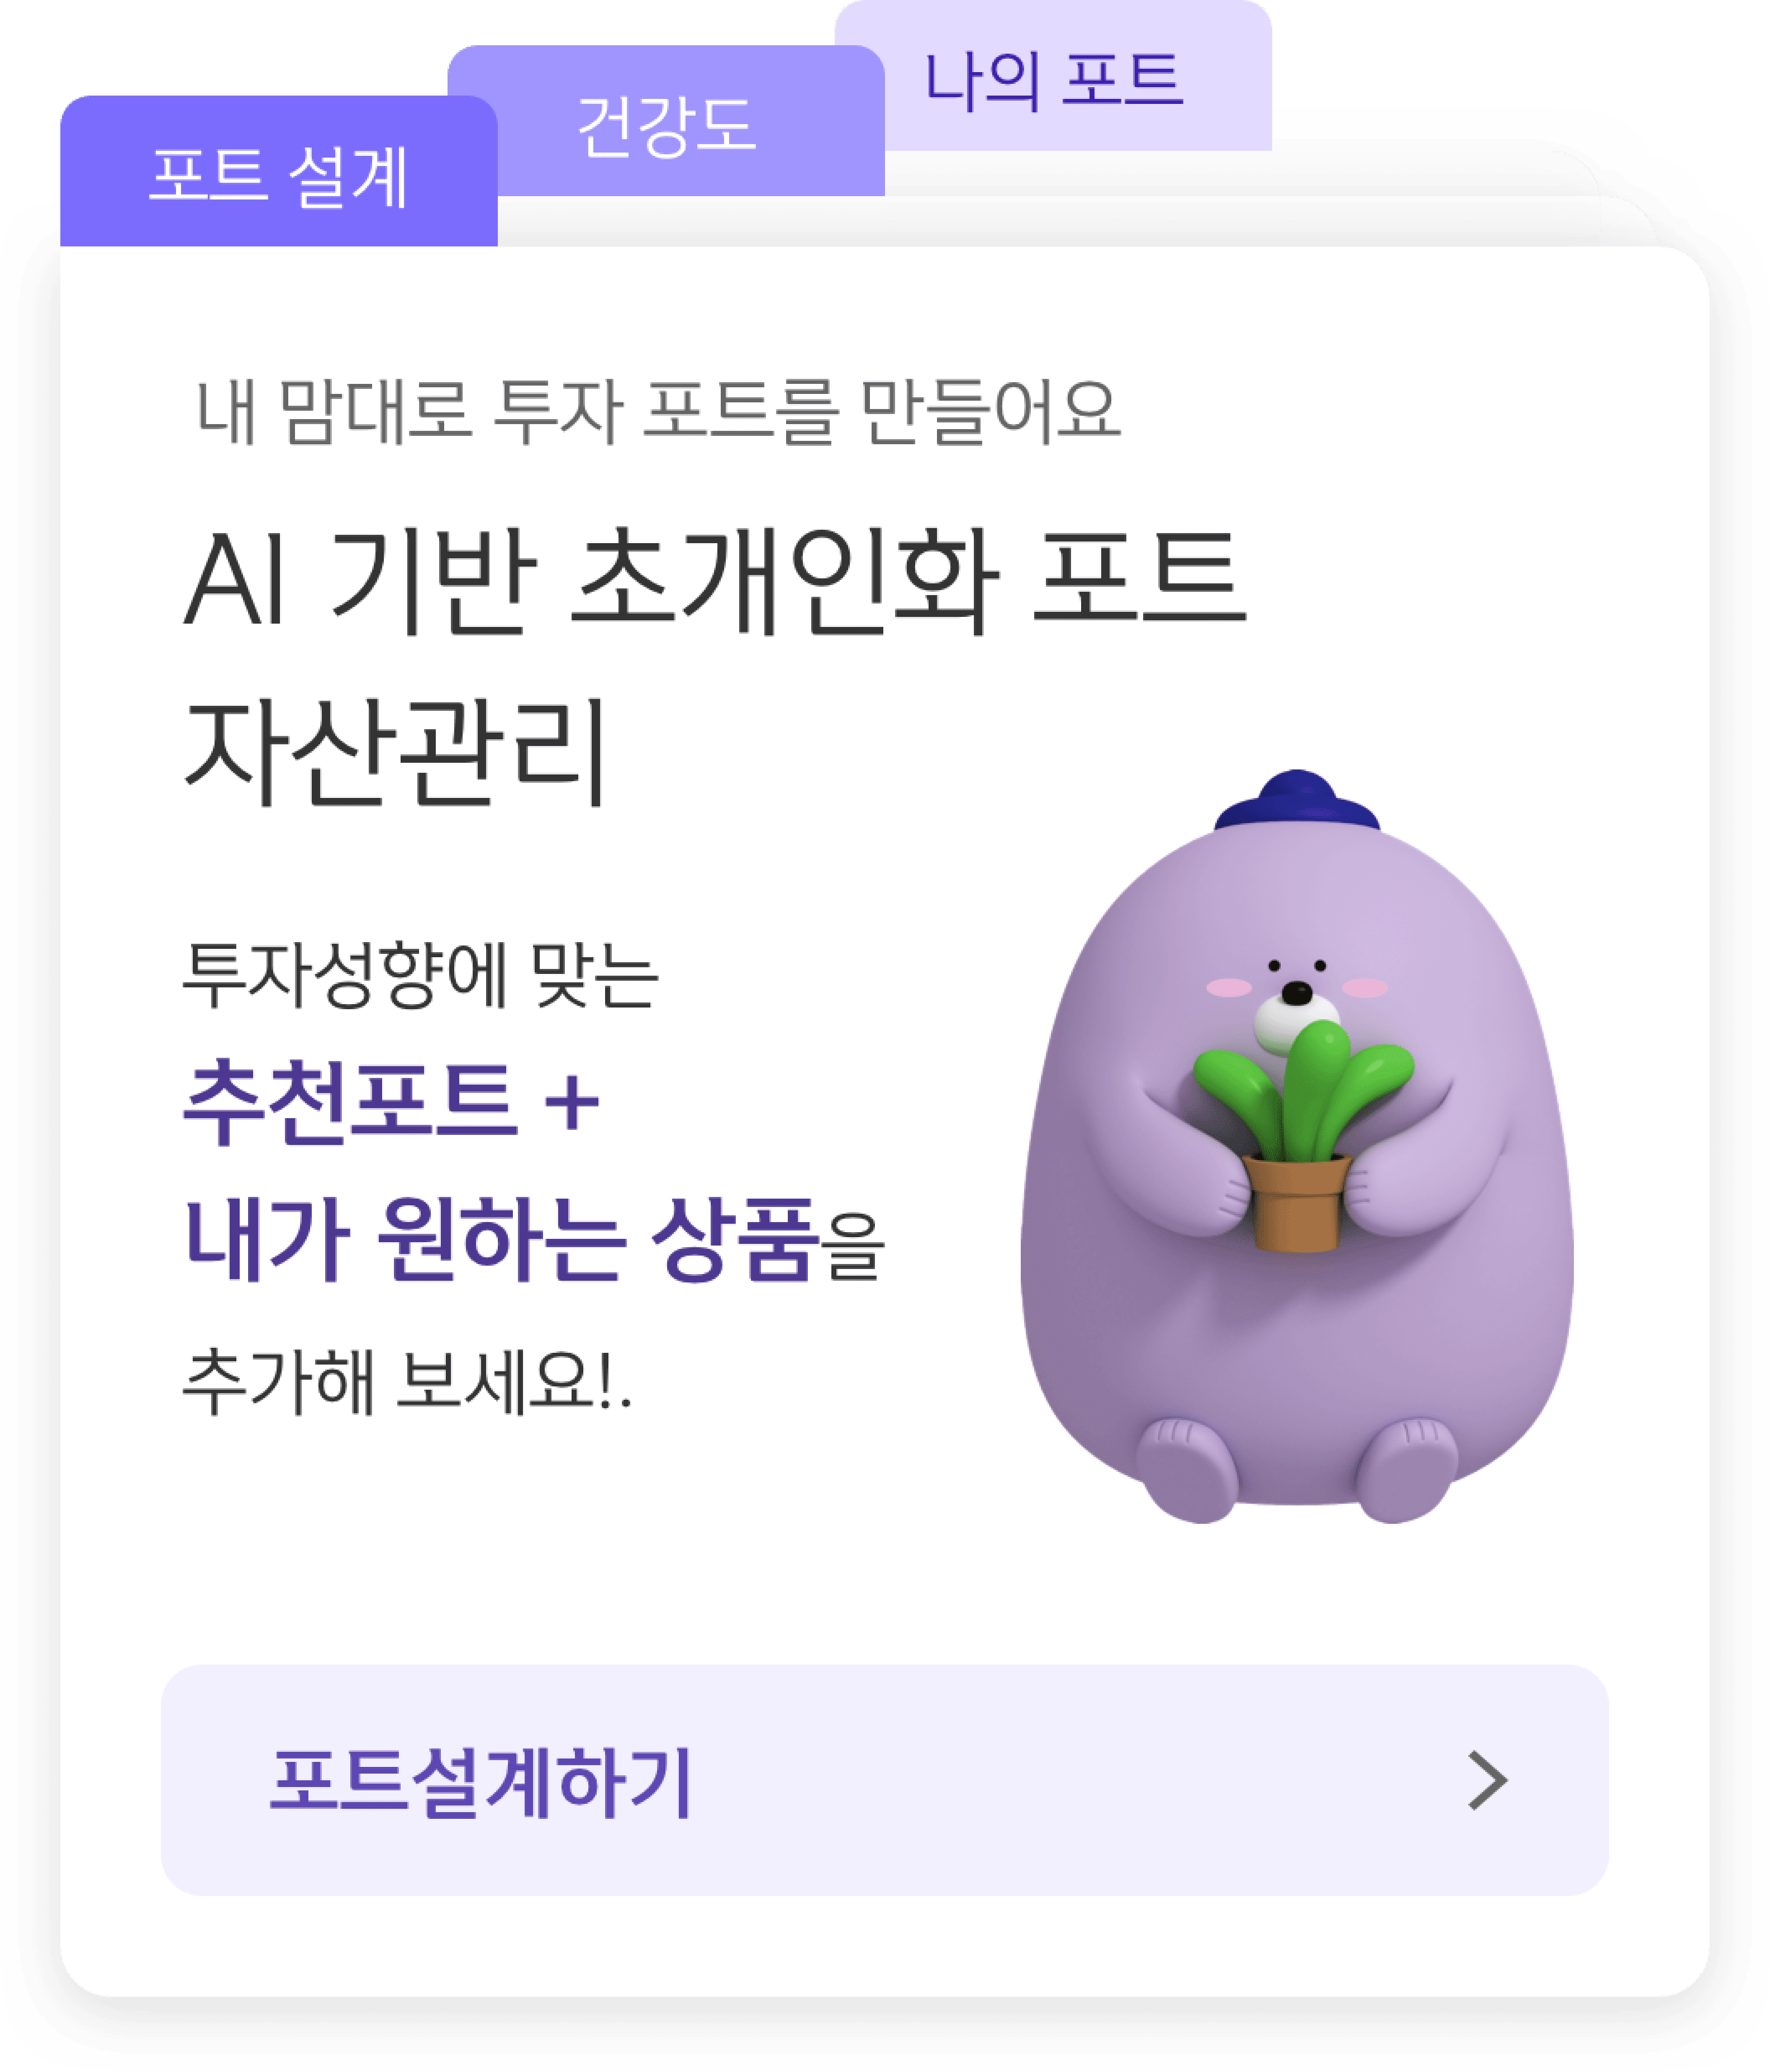 포트 설계
건강도
나의 포트
내 맘대로 투자 포트를 만들어요
AI 기반 초개인화 포트
자산관리
투자성향에 맞는
추천포트 +
내가 원하는 상품을
추가해 보세요!.
포트설계하기